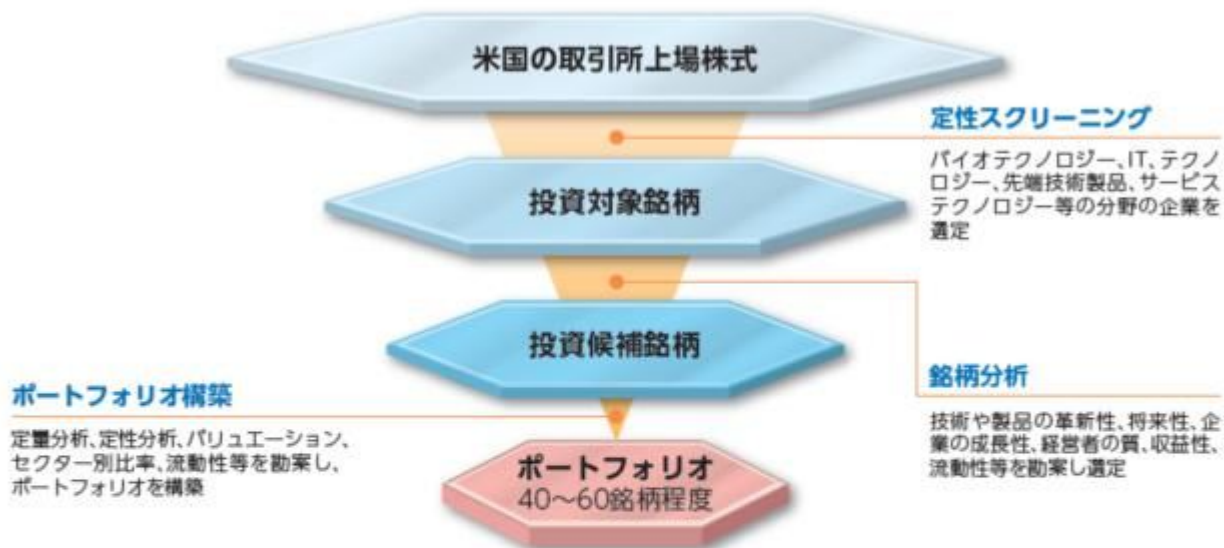 米国の取引所上場株式
定性スクリーニング
バイオテクノロジー、IT、テクノ
ロジー、先端技術製品、サービス
テクノロジー等の分野の企業を
選定
投資対象銘柄
投資候補銘柄
銘柄分析
技術や製品の革新性、将来性、企
業の成長性、経営者の質、収益性、
流動性等を勘案し選定
ポートフォリオ構築
定量分析、定性分析、バリュエーション、
セクター別比率、流動性等を勘案し、
ポートフォリオを構築
ポートフォリオ
40〜60銘柄程度